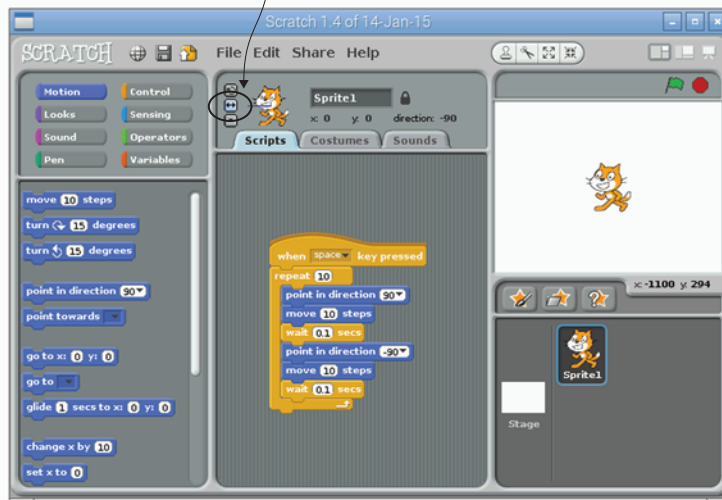 Scratch 1.4 of 14-Jan-15
SCRATCH
File Edit Share Help
Motion Control
Looks Sensing
Sound Operators
Pen Variables
Sprite1
x: 0 y: 0 direction: -90
Scripts Costumes Sounds
move 10 steps
turn 15 degrees
turn 15 degrees
point in direction 90
point towards
go to x: 0 y: 0
go to
glide 1 secs to x: 0 y: 0
change x by 10
set x to 0
when space key pressed
repeat 10
point in direction 90
move 10 steps
wait 0.1 secs
point in direction -90
move 10 steps
wait 0.1 secs
x: -1100 y: 294
Sprite1
Stage